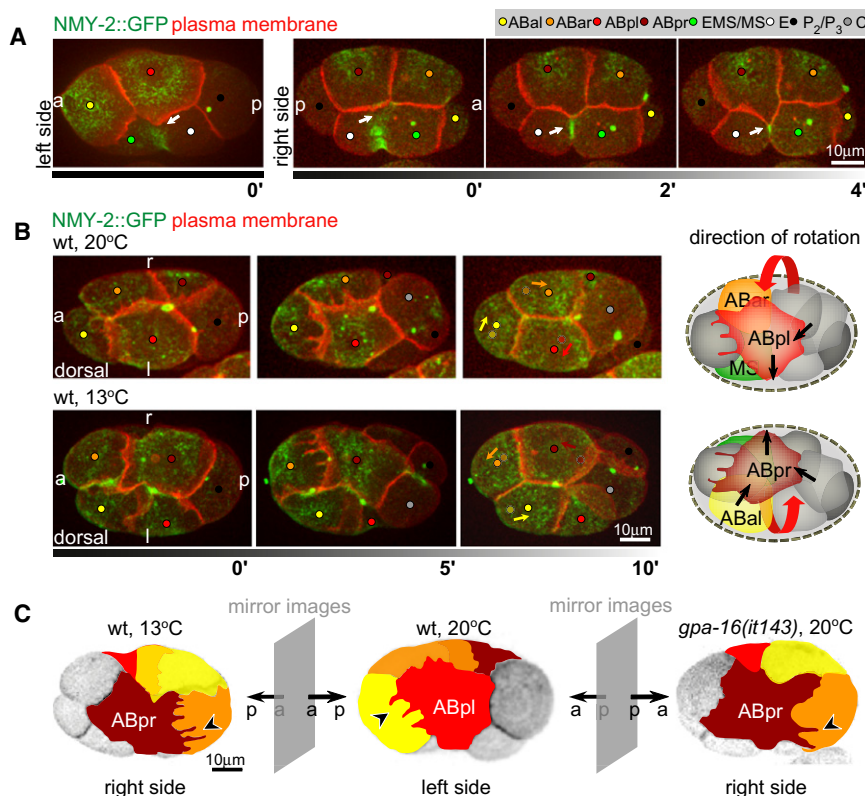 NMY-2::GFP plasma membrane
ABal ABar ABpl ABpr EMS/MS E P2/P3 C
A
left side
a
p
right side
p
a
10µm
0'
0'
2'
4'
NMY-2::GFP plasma membrane
B
wt, 20°C
r
a
p
dorsal
l
wt, 13°C
r
a
p
dorsal
l
10µm
0'
5'
10'
direction of rotation
ABar
ABpl
MS
ABpr
ABal
C
mirror images
mirror images
wt, 13°C
wt, 20°C
gpa-16(it143), 20°C
ABpr
p a a p
ABpl
a p p a
ABpr
10µm
right side
left side
right side